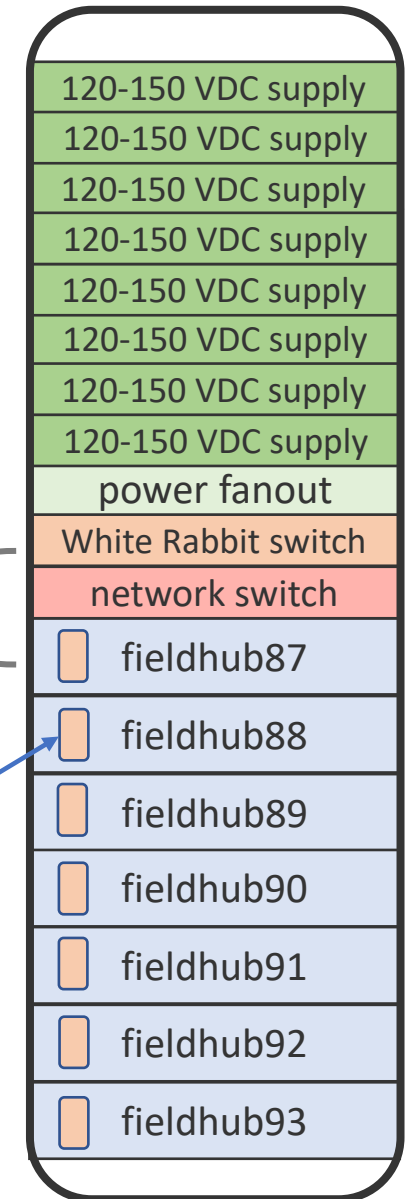 120-150 VDC supply
120-150 VDC supply
120-150 VDC supply
120-150 VDC supply
120-150 VDC supply
120-150 VDC supply
120-150 VDC supply
120-150 VDC supply
power fanout
White Rabbit switch
network switch
fieldhub87
fieldhub88
fieldhub89
fieldhub90
fieldhub91
fieldhub92
fieldhub93